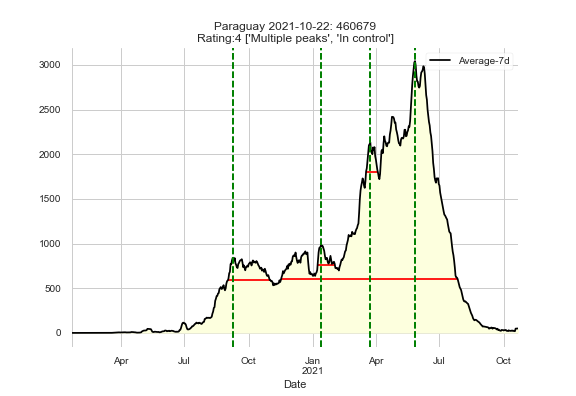 Paraguay 2021-10-22: 460679
Rating:4 ['Multiple peaks', 'In control']
Average-7d
3000
2500
2000
1500
1000
500
0
Apr Jul Oct Jan Apr Jul Oct
2021
Date